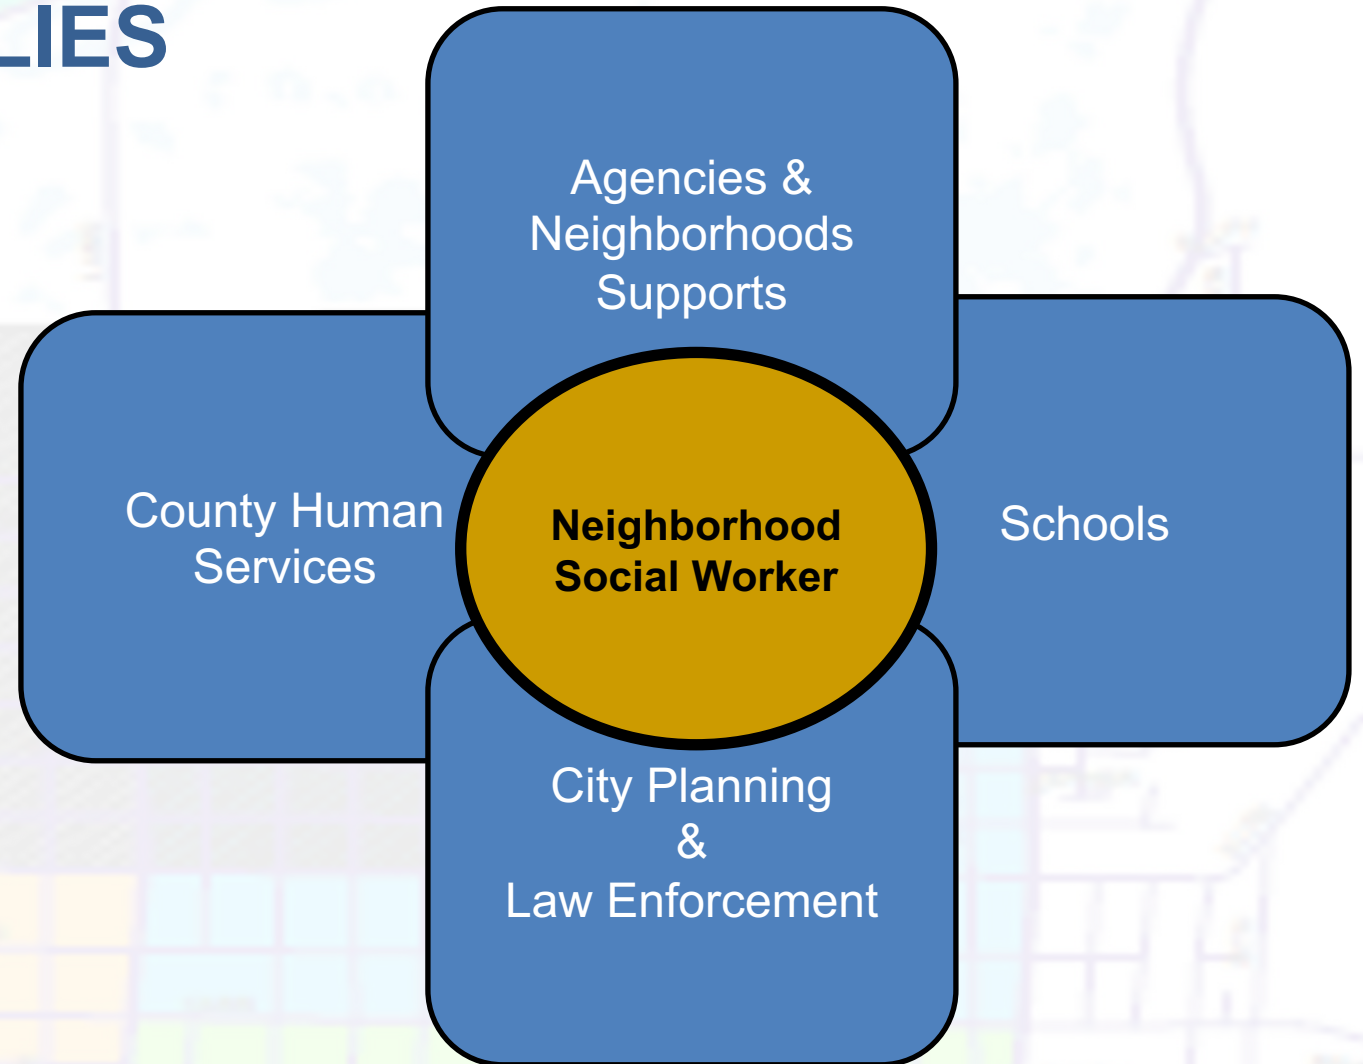 LIES
Agencies &
Neighborhoods
Supports
County Human
Services
Neighborhood
Social Worker
Schools
City Planning
&
Law Enforcement